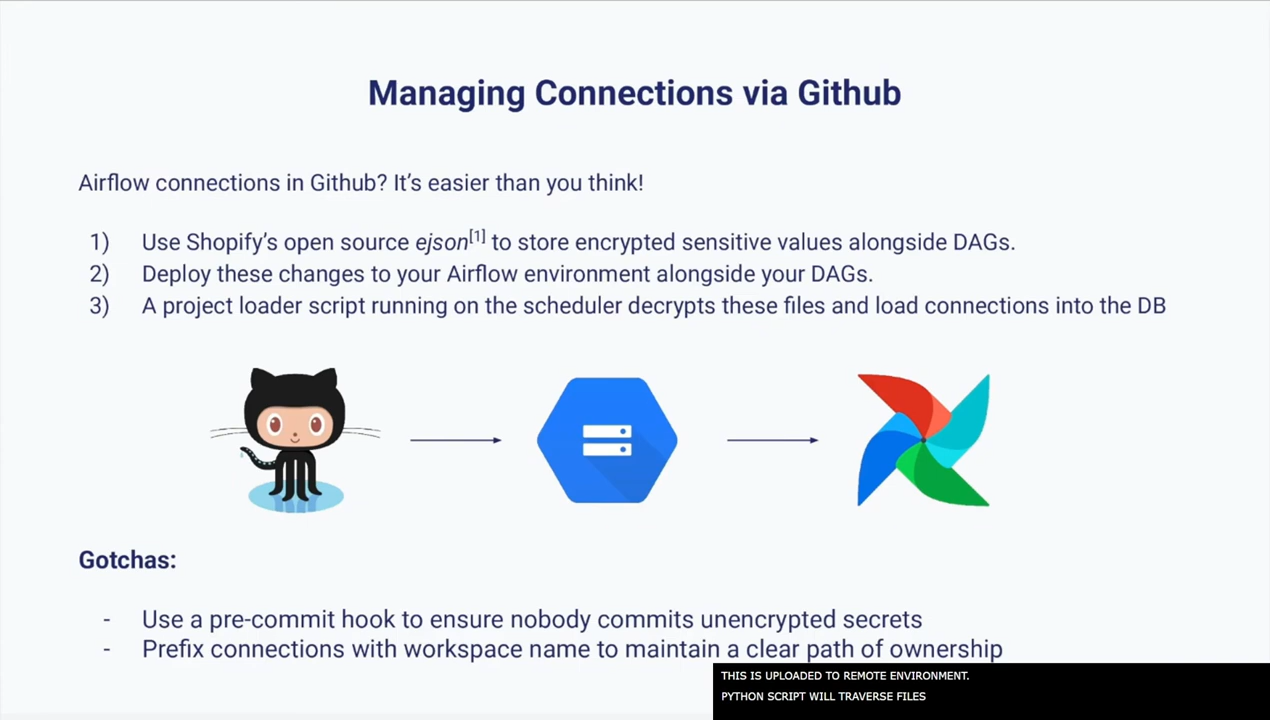 Managing Connections via Github
Airflow connections in Github? It's easier than you think!
1) Use Shopify's open source ejson[1] to store encrypted sensitive values alongside DAGs.
2) Deploy these changes to your Airflow environment alongside your DAGs.
3) A project loader script running on the scheduler decrypts these files and load connections into the DB
Gotchas:
- Use a pre-commit hook to ensure nobody commits unencrypted secrets
- Prefix connections with workspace name to maintain a clear path of ownership
THIS IS UPLOADED TO REMOTE ENVIRONMENT.
PYTHON SCRIPT WILL TRAVERSE FILES